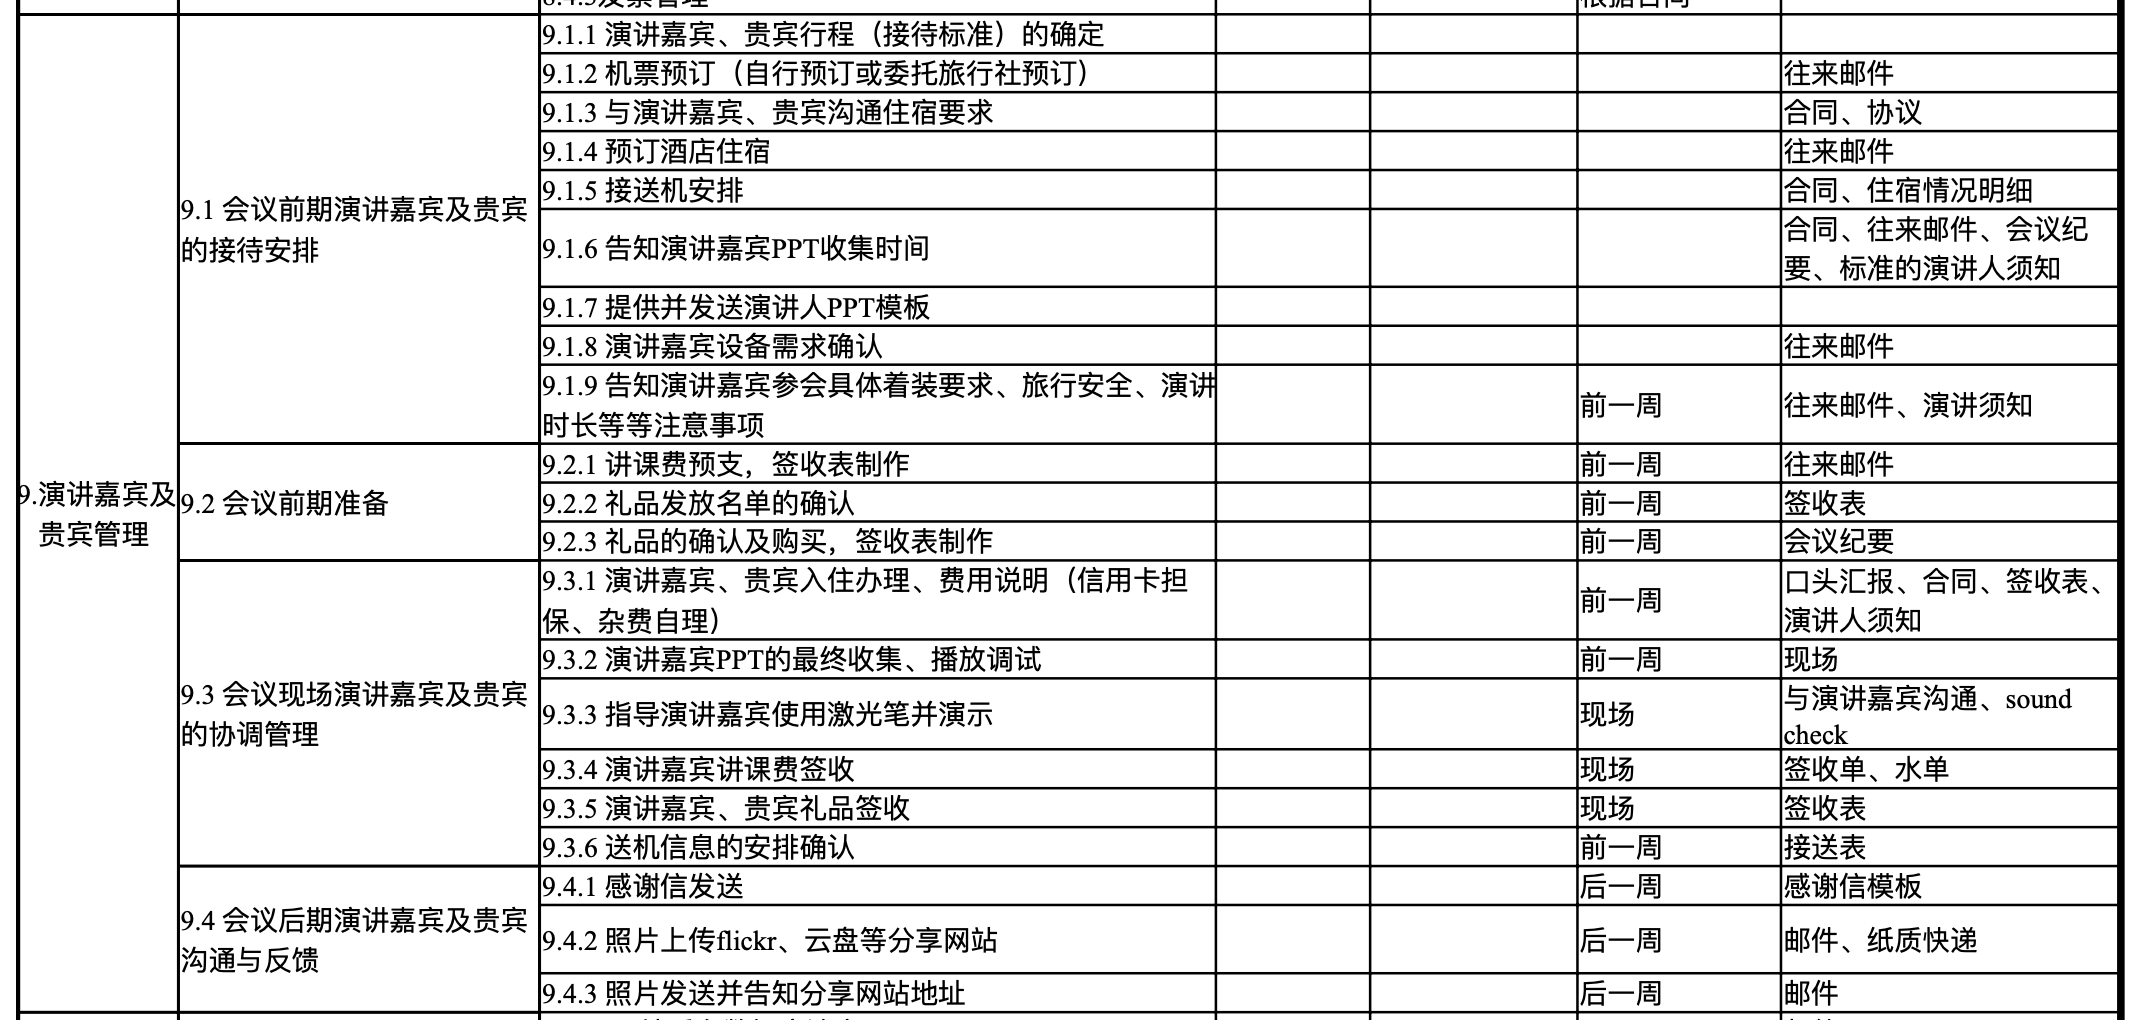 8.4.3发票管理
根据合同
9.演讲嘉宾及
贵宾管理
9.1 会议前期演讲嘉宾及贵宾
的接待安排
9.1.1 演讲嘉宾、贵宾行程（接待标准）的确定
9.1.2 机票预订（自行预订或委托旅行社预订）
往来邮件
9.1.3 与演讲嘉宾、贵宾沟通住宿要求
合同、协议
9.1.4 预订酒店住宿
往来邮件
9.1.5 接送机安排
合同、住宿情况明细
9.1.6 告知演讲嘉宾PPT收集时间
合同、往来邮件、会议纪
要、标准的演讲人须知
9.1.7 提供并发送演讲人PPT模板
9.1.8 演讲嘉宾设备需求确认
往来邮件
9.1.9 告知演讲嘉宾参会具体着装要求、旅行安全、演讲
时长等等注意事项
前一周
往来邮件、演讲须知
9.2 会议前期准备
9.2.1 讲课费预支，签收表制作
前一周
往来邮件
9.2.2 礼品发放名单的确认
前一周
签收表
9.2.3 礼品的确认及购买，签收表制作
前一周
会议纪要
9.3 会议现场演讲嘉宾及贵宾
的协调管理
9.3.1 演讲嘉宾、贵宾入住办理、费用说明（信用卡担
保、杂费自理）
前一周
口头汇报、合同、签收表、
演讲人须知
9.3.2 演讲嘉宾PPT的最终收集、播放调试
前一周
现场
9.3.3 指导演讲嘉宾使用激光笔并演示
现场
与演讲嘉宾沟通、sound
check
9.3.4 演讲嘉宾讲课费签收
现场
签收单、水单
9.3.5 演讲嘉宾、贵宾礼品签收
现场
签收表
9.3.6 送机信息的安排确认
前一周
接送表
9.4 会议后期演讲嘉宾及贵宾
沟通与反馈
9.4.1 感谢信发送
后一周
感谢信模板
9.4.2 照片上传flickr、云盘等分享网站
后一周
邮件、纸质快递
9.4.3 照片发送并告知分享网站地址
后一周
邮件